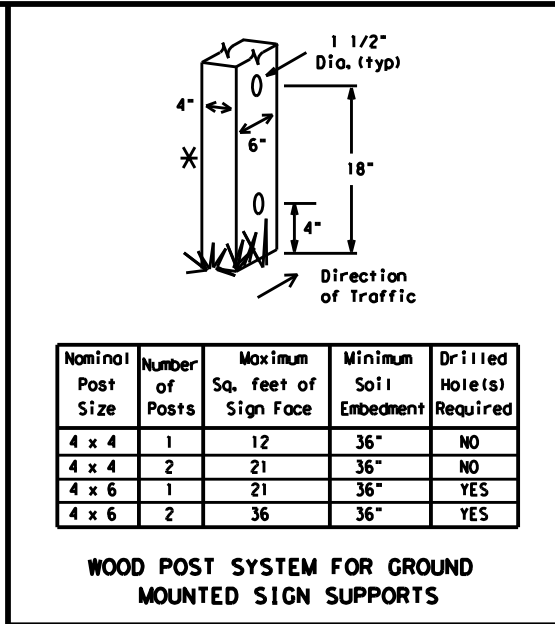 1 1/2"
Dia. (typ)
4"
6"
*
18"
4"
Direction
of Traffic
Nominal Post Size Number of Posts Maximum Sq. feet of Sign Face Minimum Soil Embedment Drilled Hole(s) Required
4 x 4 1 12 36" NO
4 x 4 2 21 36" NO
4 x 6 1 21 36" YES
4 x 6 2 36 36" YES
WOOD POST SYSTEM FOR GROUND
MOUNTED SIGN SUPPORTS